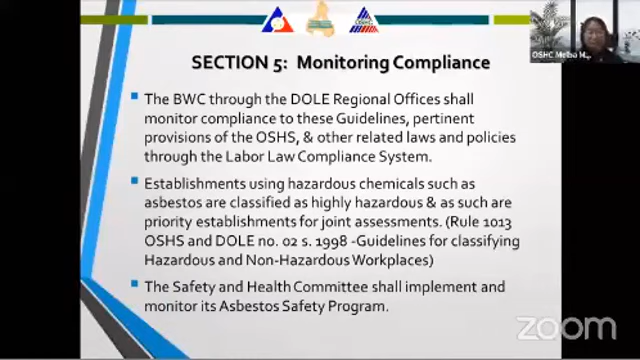 OSHC
OSHC Melba M...
SECTION 5: Monitoring Compliance
The BWC through the DOLE Regional Offices shall
monitor compliance to these Guidelines, pertinent
provisions of the OSHS, & other related laws and policies
through the Labor Law Compliance System.
Establishments using hazardous chemicals such as
asbestos are classified as highly hazardous & as such are
priority establishments for joint assessments. (Rule 1013
OSHS and DOLE no. 02 s. 1998 -Guidelines for classifying
Hazardous and Non-Hazardous Workplaces)
The Safety and Health Committee shall implement and
monitor its Asbestos Safety Program.
zoom